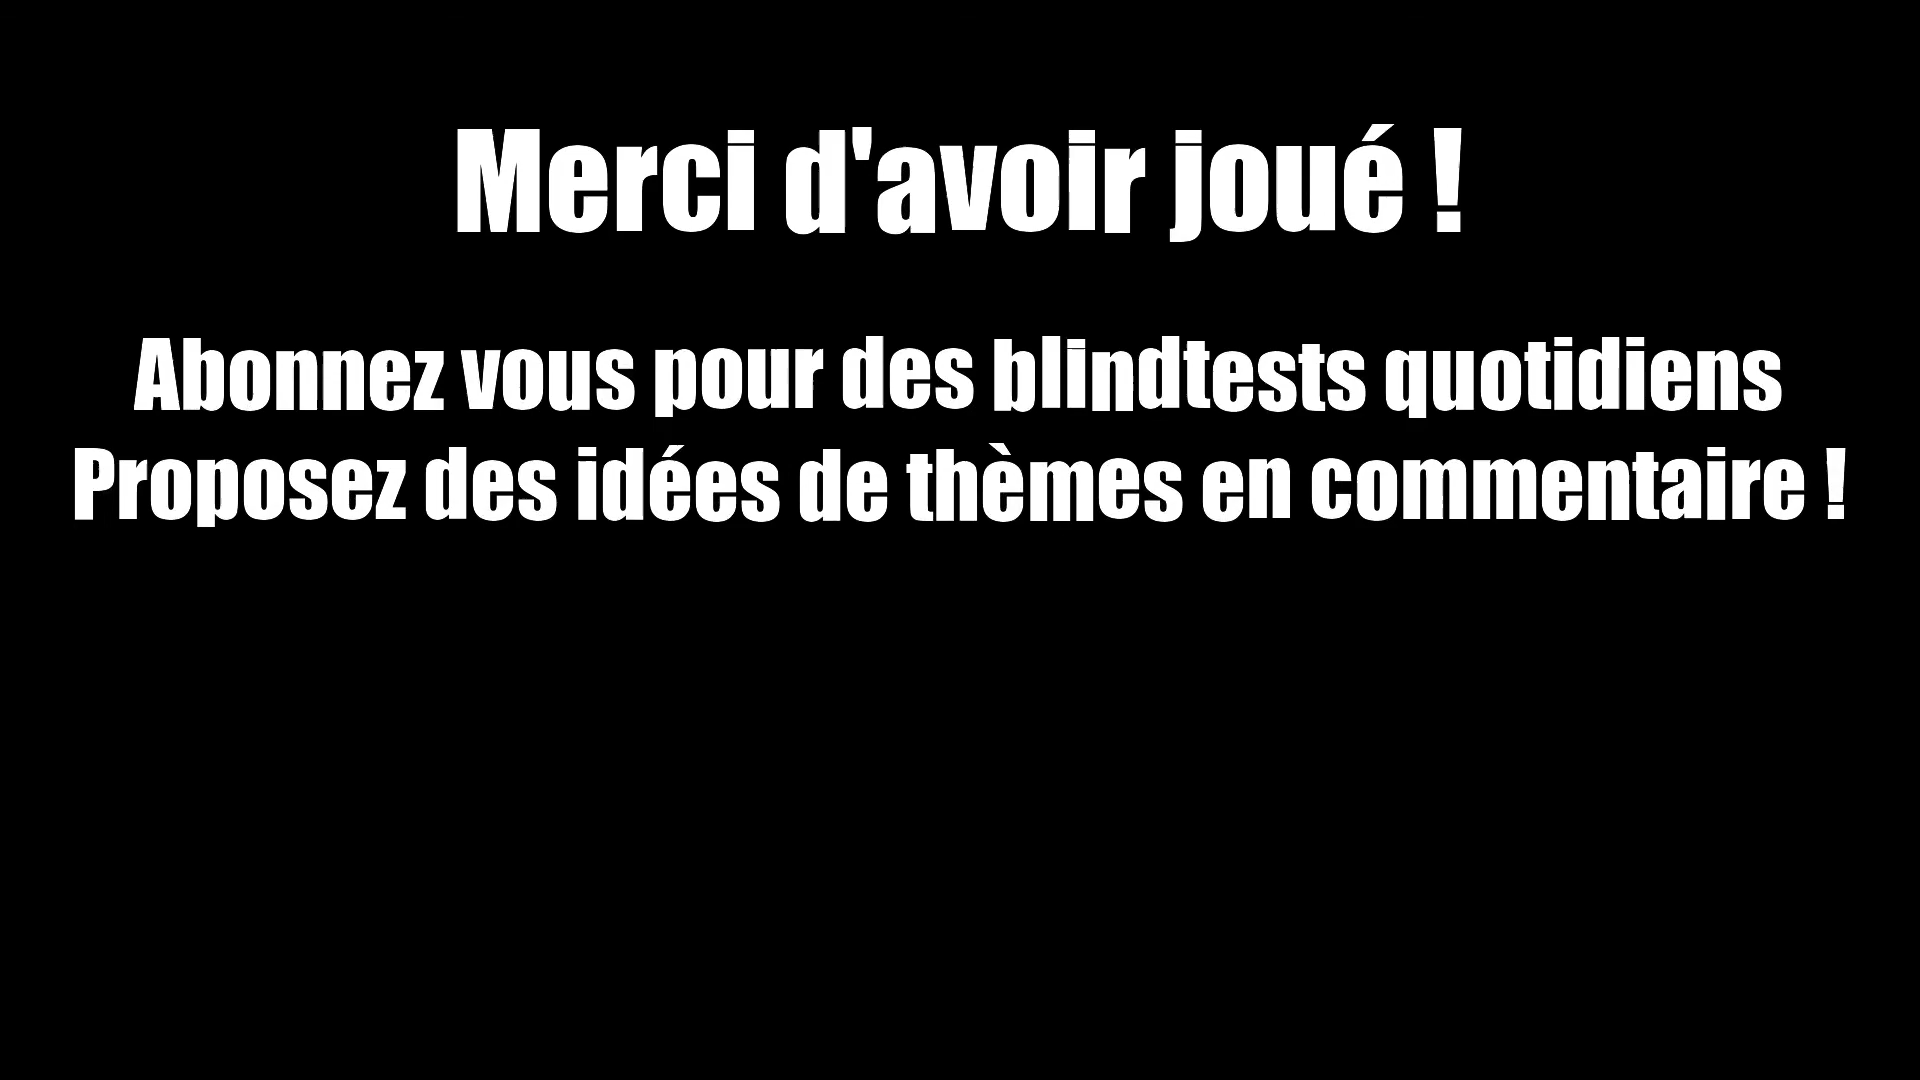 Merci d'avoir joué !
Abonnez vous pour des blindtests quotidiens
Proposez des idées de thèmes en commentaire !